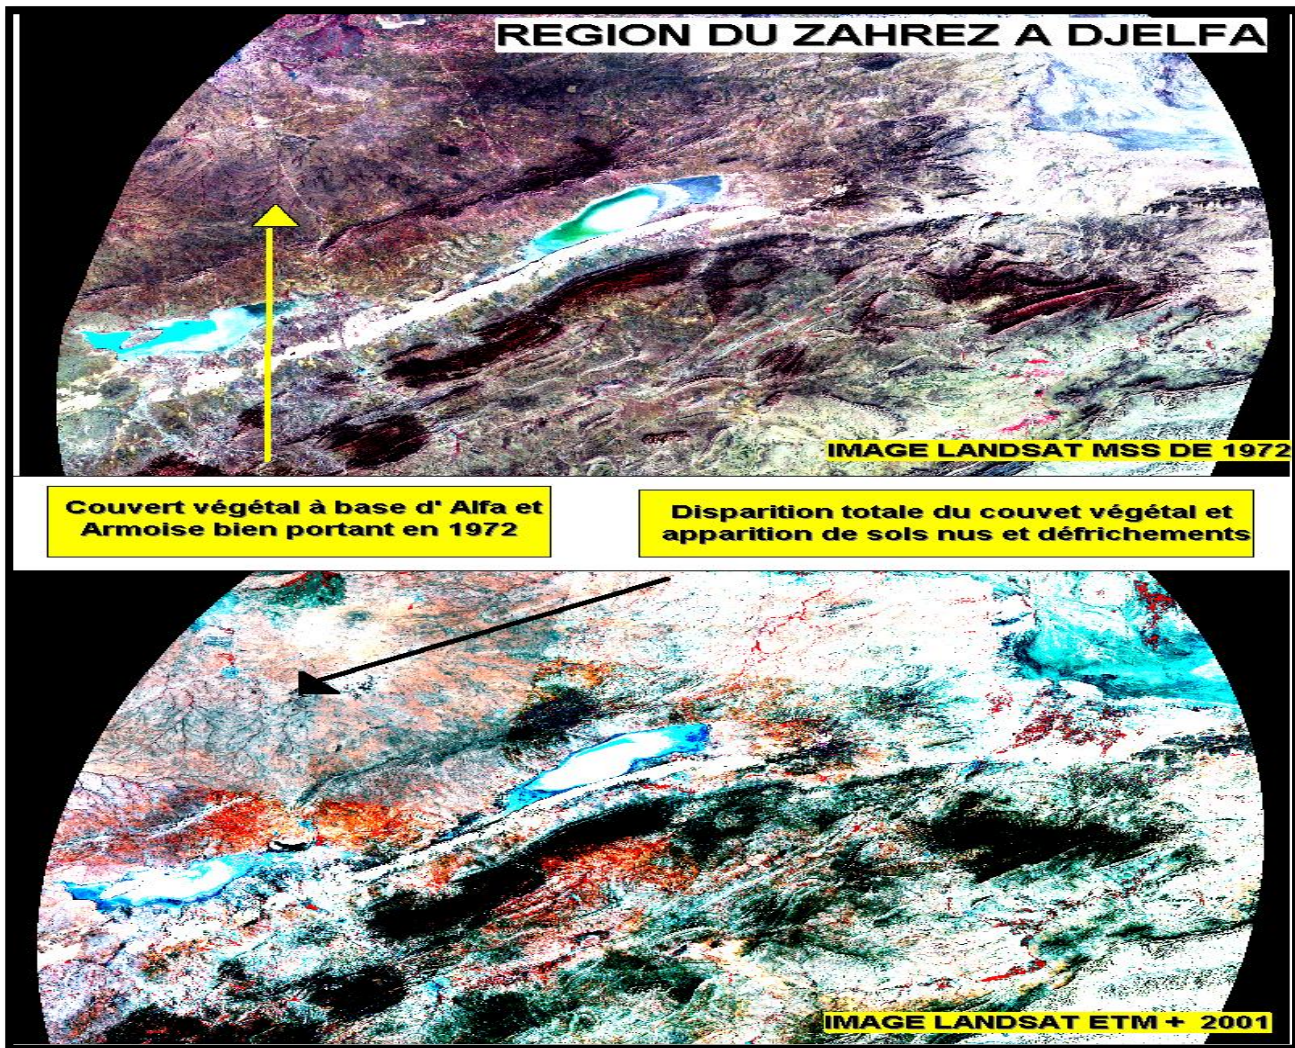 REGION DU ZAHREZ A DJELFA
IMAGE LANDSAT MSS DE 1972
Couvert végétal à base d' Alfa et
Armoise bien portant en 1972
Disparition totale du couvet végétal et
apparition de sols nus et défrichements
IMAGE LANDSAT ETM + 2001